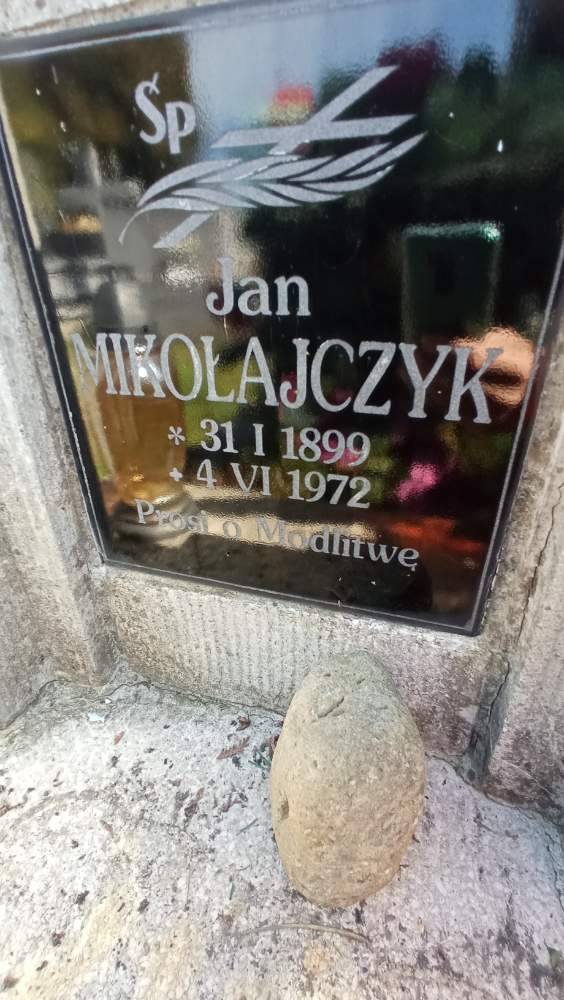 Śp
Jan
MIKOŁAJCZYK
* 31 I 1899
+ 4 VI 1972
Prosi o Modlitwę